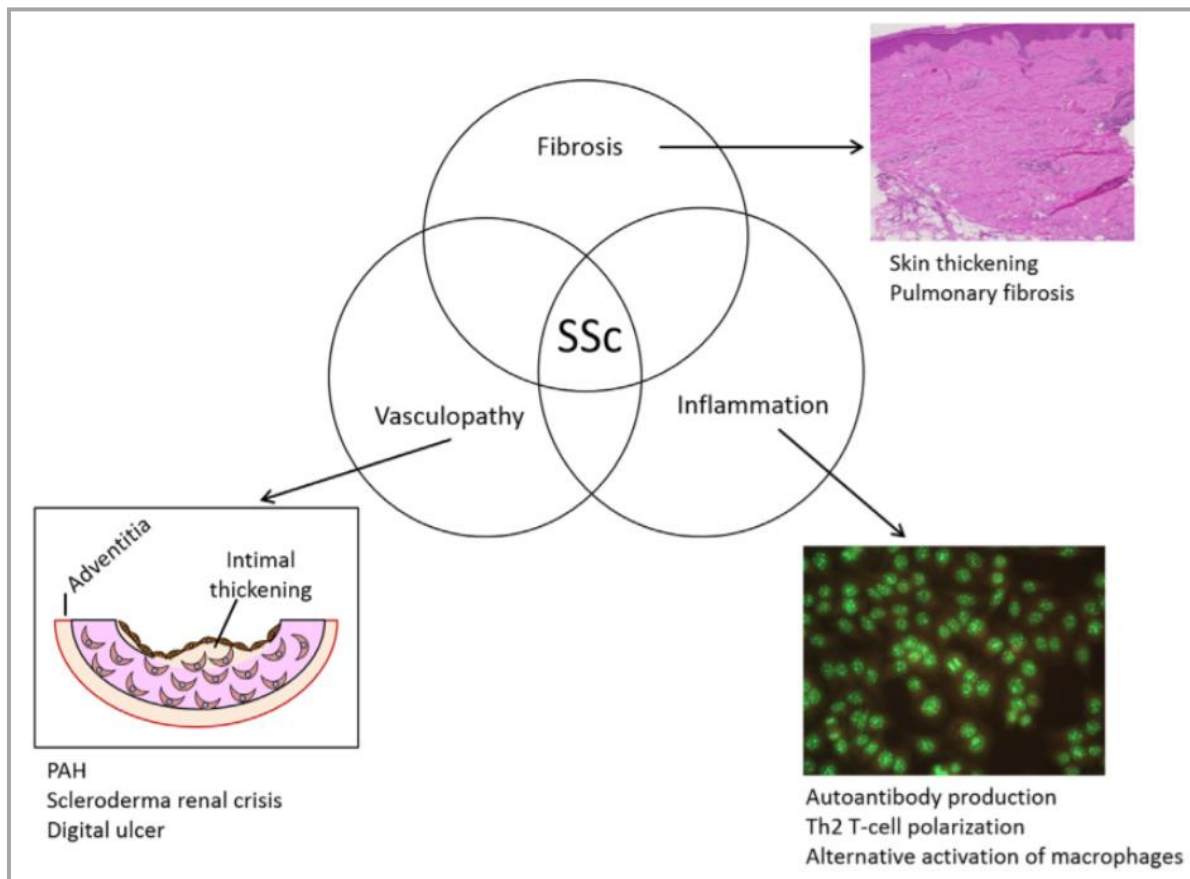 Fibrosis
Skin thickening
Pulmonary fibrosis
SSc
Vasculopathy
Inflammation
Adventitia
Intimal
thickening
PAH
Scleroderma renal crisis
Digital ulcer
Autoantibody production
Th2 T-cell polarization
Alternative activation of macrophages